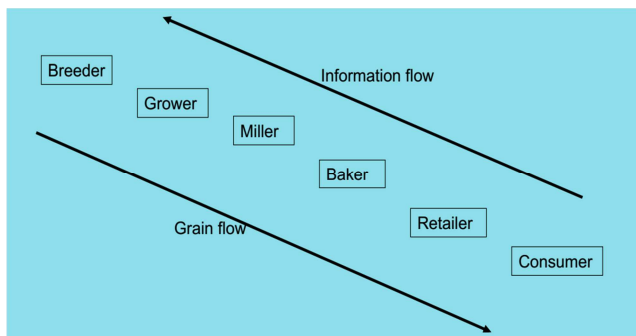 Breeder
Information flow
Grower
Miller
Baker
Retailer
Grain flow
Consumer